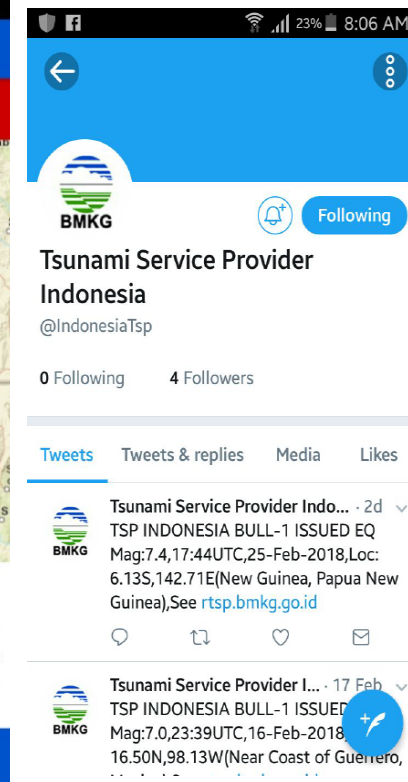 23% 8:06 AM
BMKG
Following
Tsunami Service Provider
Indonesia
@IndonesiaTsp
0 Following 4 Followers
Tweets Tweets & replies Media Likes
Tsunami Service Provider Indo... · 2d
BMKG
TSP INDONESIA BULL-1 ISSUED EQ
Mag:7.4,17:44UTC,25-Feb-2018,Loc:
6.13S,142.71E(New Guinea, Papua New
Guinea),See rtsp.bmkg.go.id
Tsunami Service Provider I... · 17 Feb
BMKG
TSP INDONESIA BULL-1 ISSUED
Mag:7.0,23:39UTC,16-Feb-2018,
16.50N,98.13W(Near Coast of Guerrero,